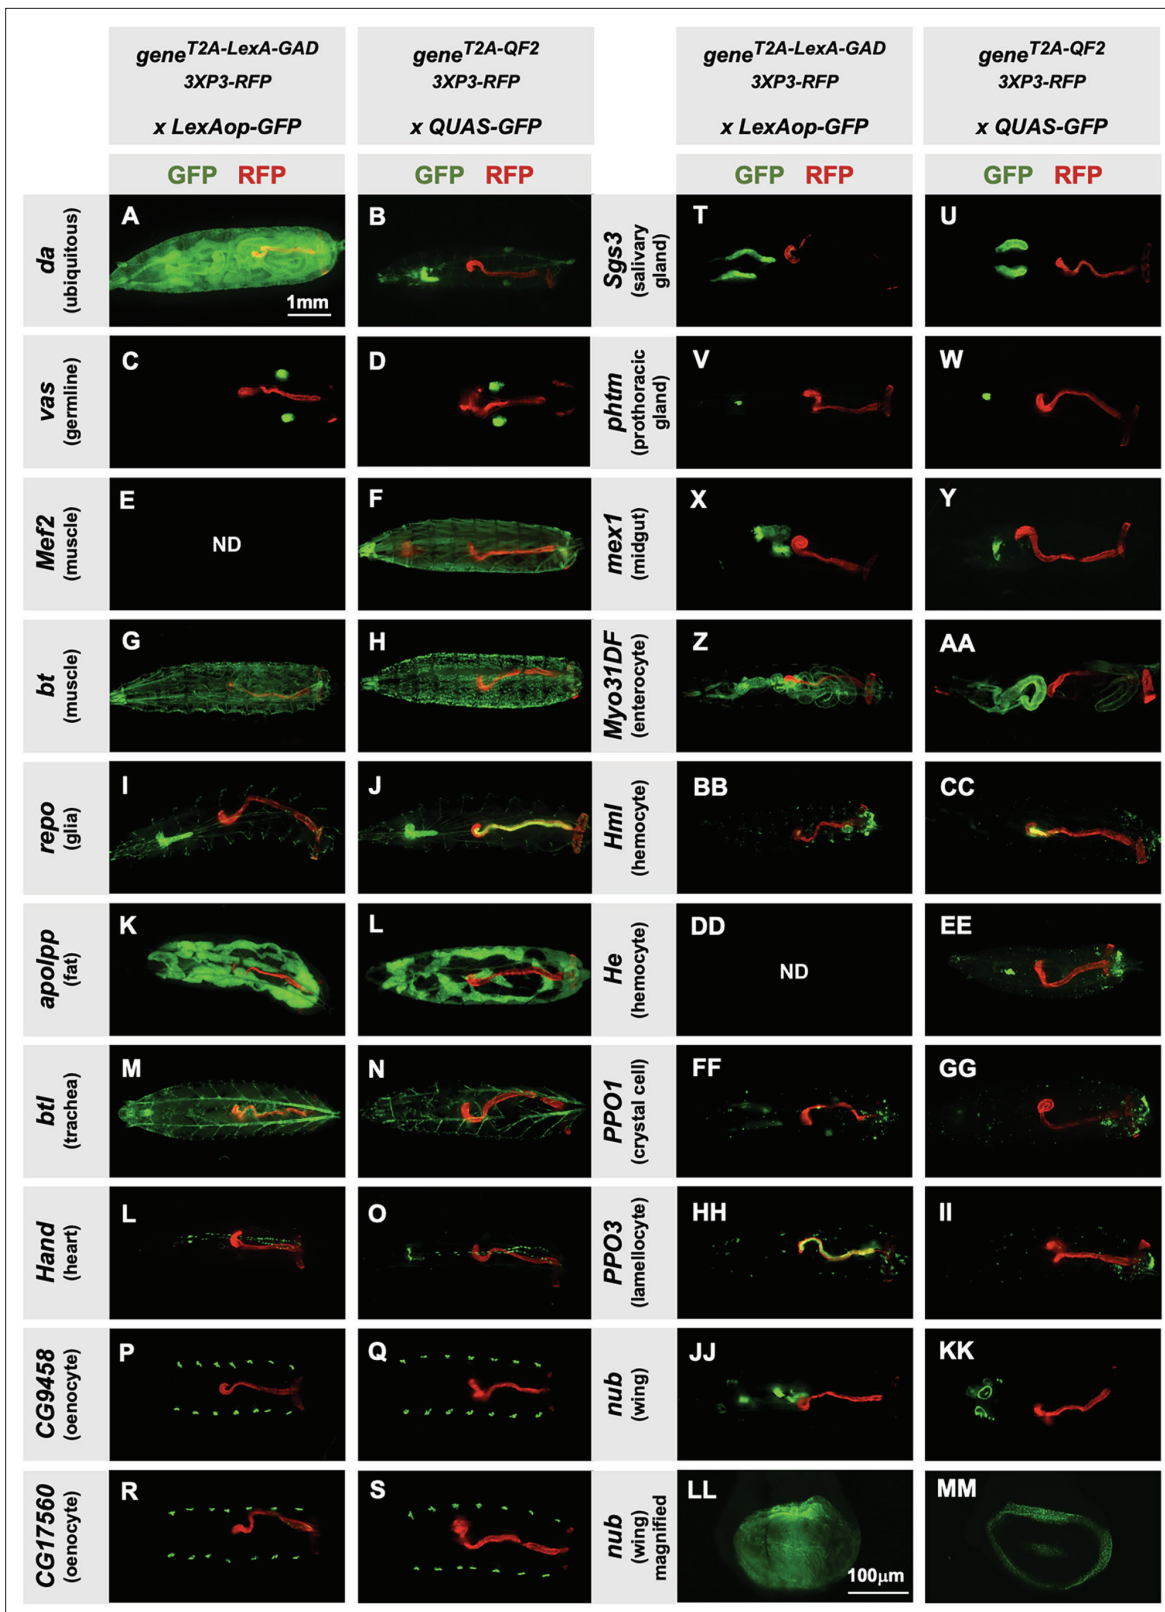 gene^T2A-LexA-GAD
3XP3-RFP
x LexAop-GFP
gene^T2A-QF2
3XP3-RFP
x QUAS-GFP
gene^T2A-LexA-GAD
3XP3-RFP
x LexAop-GFP
gene^T2A-QF2
3XP3-RFP
x QUAS-GFP
GFP RFP
GFP RFP
GFP RFP
GFP RFP
da
(ubiquitous)
A
1mm
B
Sgs3
(salivary
gland)
T
U
vas
(germline)
C
D
phtm
(prothoracic
gland)
V
W
Mef2
(muscle)
E
ND
F
mex1
(midgut)
X
Y
bt
(muscle)
G
H
Myo31DF
(enterocyte)
Z
AA
repo
(glia)
I
J
Hml
(hemocyte)
BB
CC
apolpp
(fat)
K
L
He
(hemocyte)
DD
ND
EE
btl
(trachea)
M
N
PPO1
(crystal cell)
FF
GG
Hand
(heart)
L
O
PPO3
(lamellocyte)
HH
II
CG9458
(oenocyte)
P
Q
nub
(wing)
JJ
KK
CG17560
(oenocyte)
R
S
nub
(wing)
magnified
LL
100μm
MM